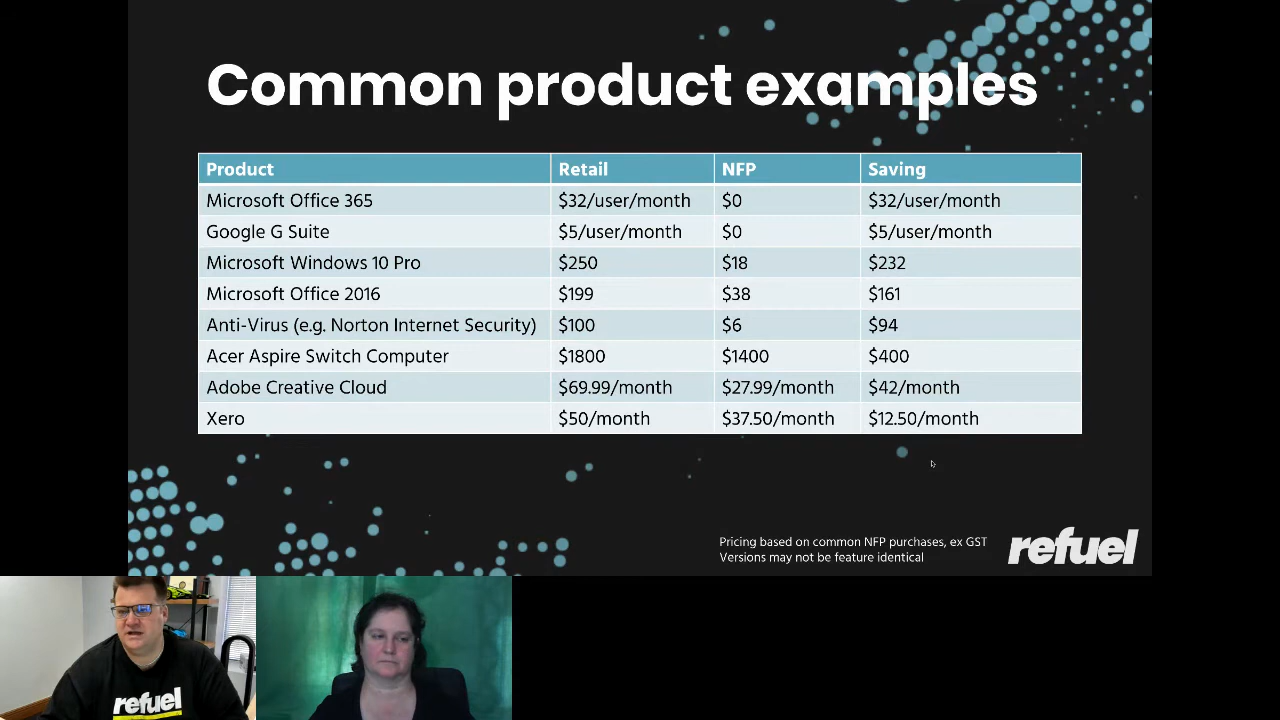 Common product examples
Product Retail NFP Saving
Microsoft Office 365 $32/user/month $0 $32/user/month
Google G Suite $5/user/month $0 $5/user/month
Microsoft Windows 10 Pro $250 $18 $232
Microsoft Office 2016 $199 $38 $161
Anti-Virus (e.g. Norton Internet Security) $100 $6 $94
Acer Aspire Switch Computer $1800 $1400 $400
Adobe Creative Cloud $69.99/month $27.99/month $42/month
Xero $50/month $37.50/month $12.50/month
Pricing based on common NFP purchases, ex GST
Versions may not be feature identical
refuel
refuel